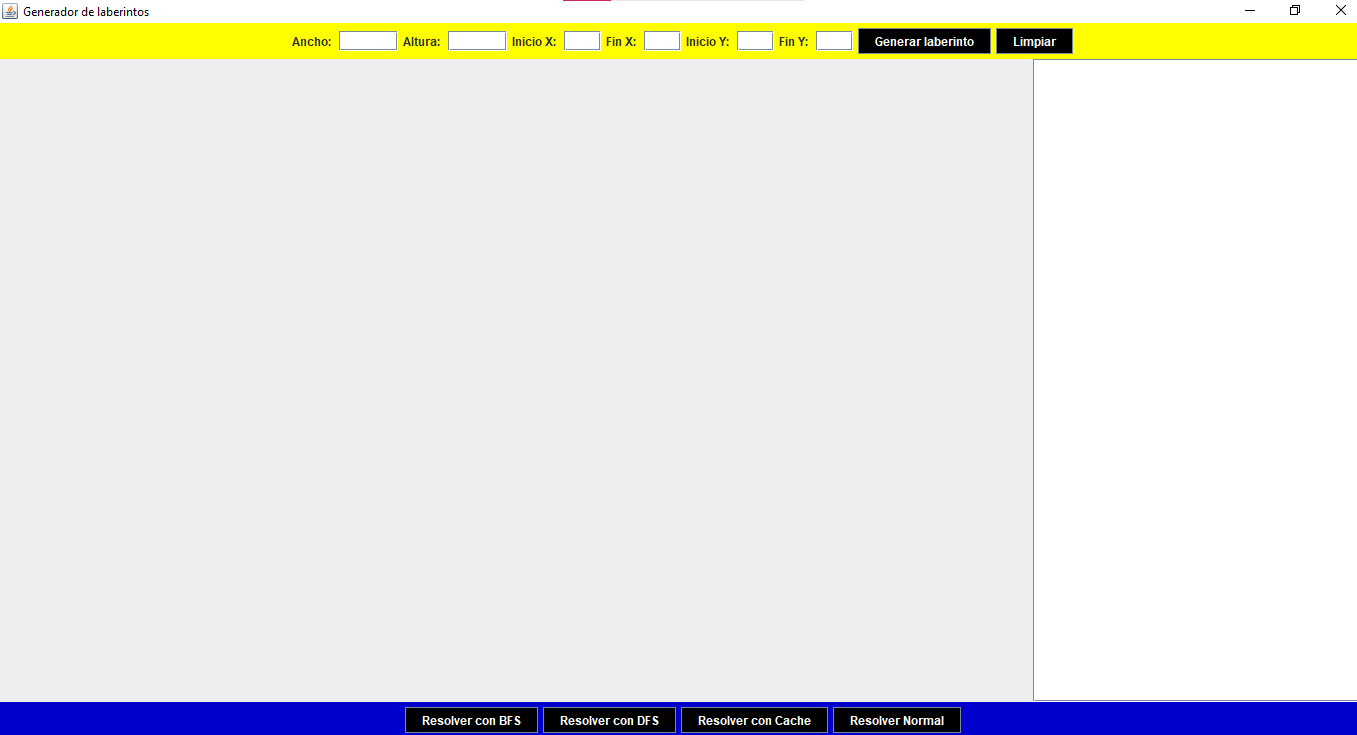 Generador de laberintos
Ancho: Altura: Inicio X: Fin X: Inicio Y: Fin Y: Generar laberinto Limpiar
Resolver con BFS Resolver con DFS Resolver con Cache Resolver Normal